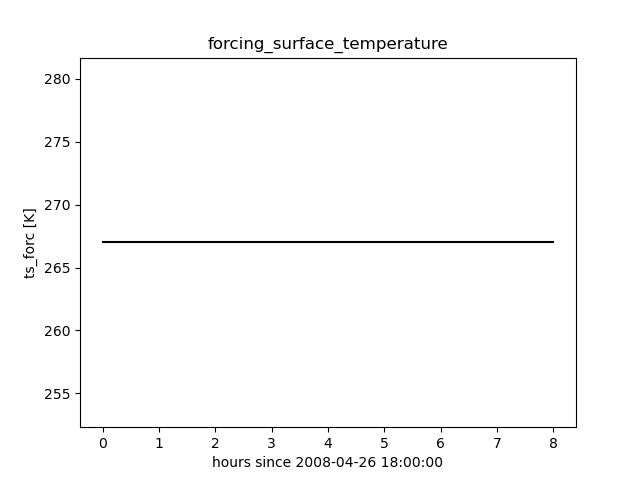 forcing_surface_temperature
ts_forc [K]
280
275
270
265
260
255
0 1 2 3 4 5 6 7 8
hours since 2008-04-26 18:00:00